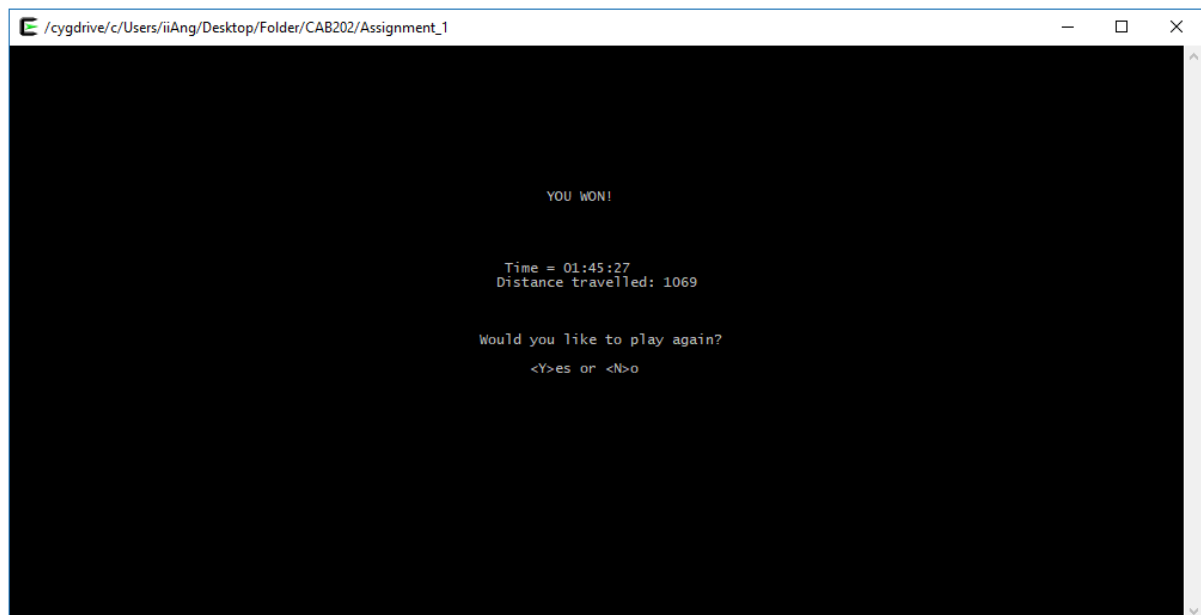 /cygdrive/c/Users/iiAng/Desktop/Folder/CAB202/Assignment_1
YOU WON!
Time = 01:45:27
Distance travelled: 1069
Would you like to play again?
<Y>es or <N>o